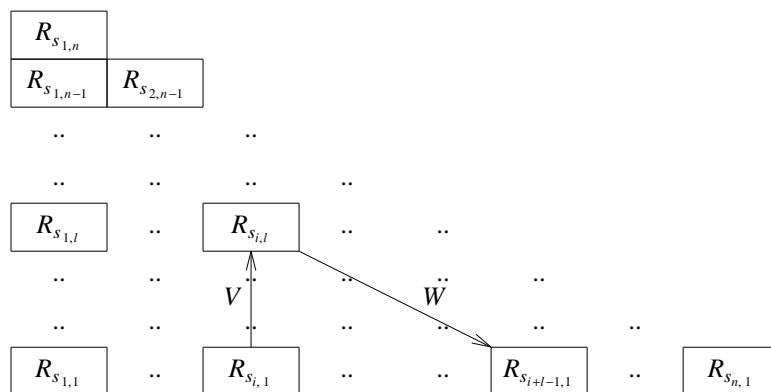 R_{s_{1,n}}
R_{s_{1,n-1}} R_{s_{2,n-1}}
.. .. ..
.. .. .. ..
R_{s_{1,l}} .. R_{s_{i,l}} .. ..
.. .. .. .. .. ..
V W
.. .. .. .. .. .. ..
R_{s_{1,1}} .. R_{s_{i,1}} .. .. R_{s_{i+l-1,1}} .. R_{s_{n,1}}